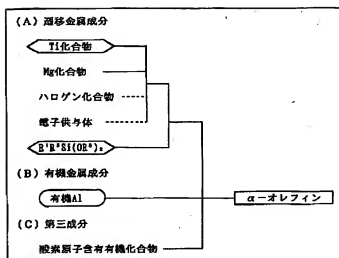 (A) 遷移金属成分
Ti化合物
Mg化合物
ハロゲン化合物
電子供与体
R¹R²Si(OR³)₂
(B) 有機金属成分
有機Al
α-オレフィン
(C) 第三成分
酸素原子含有有機化合物